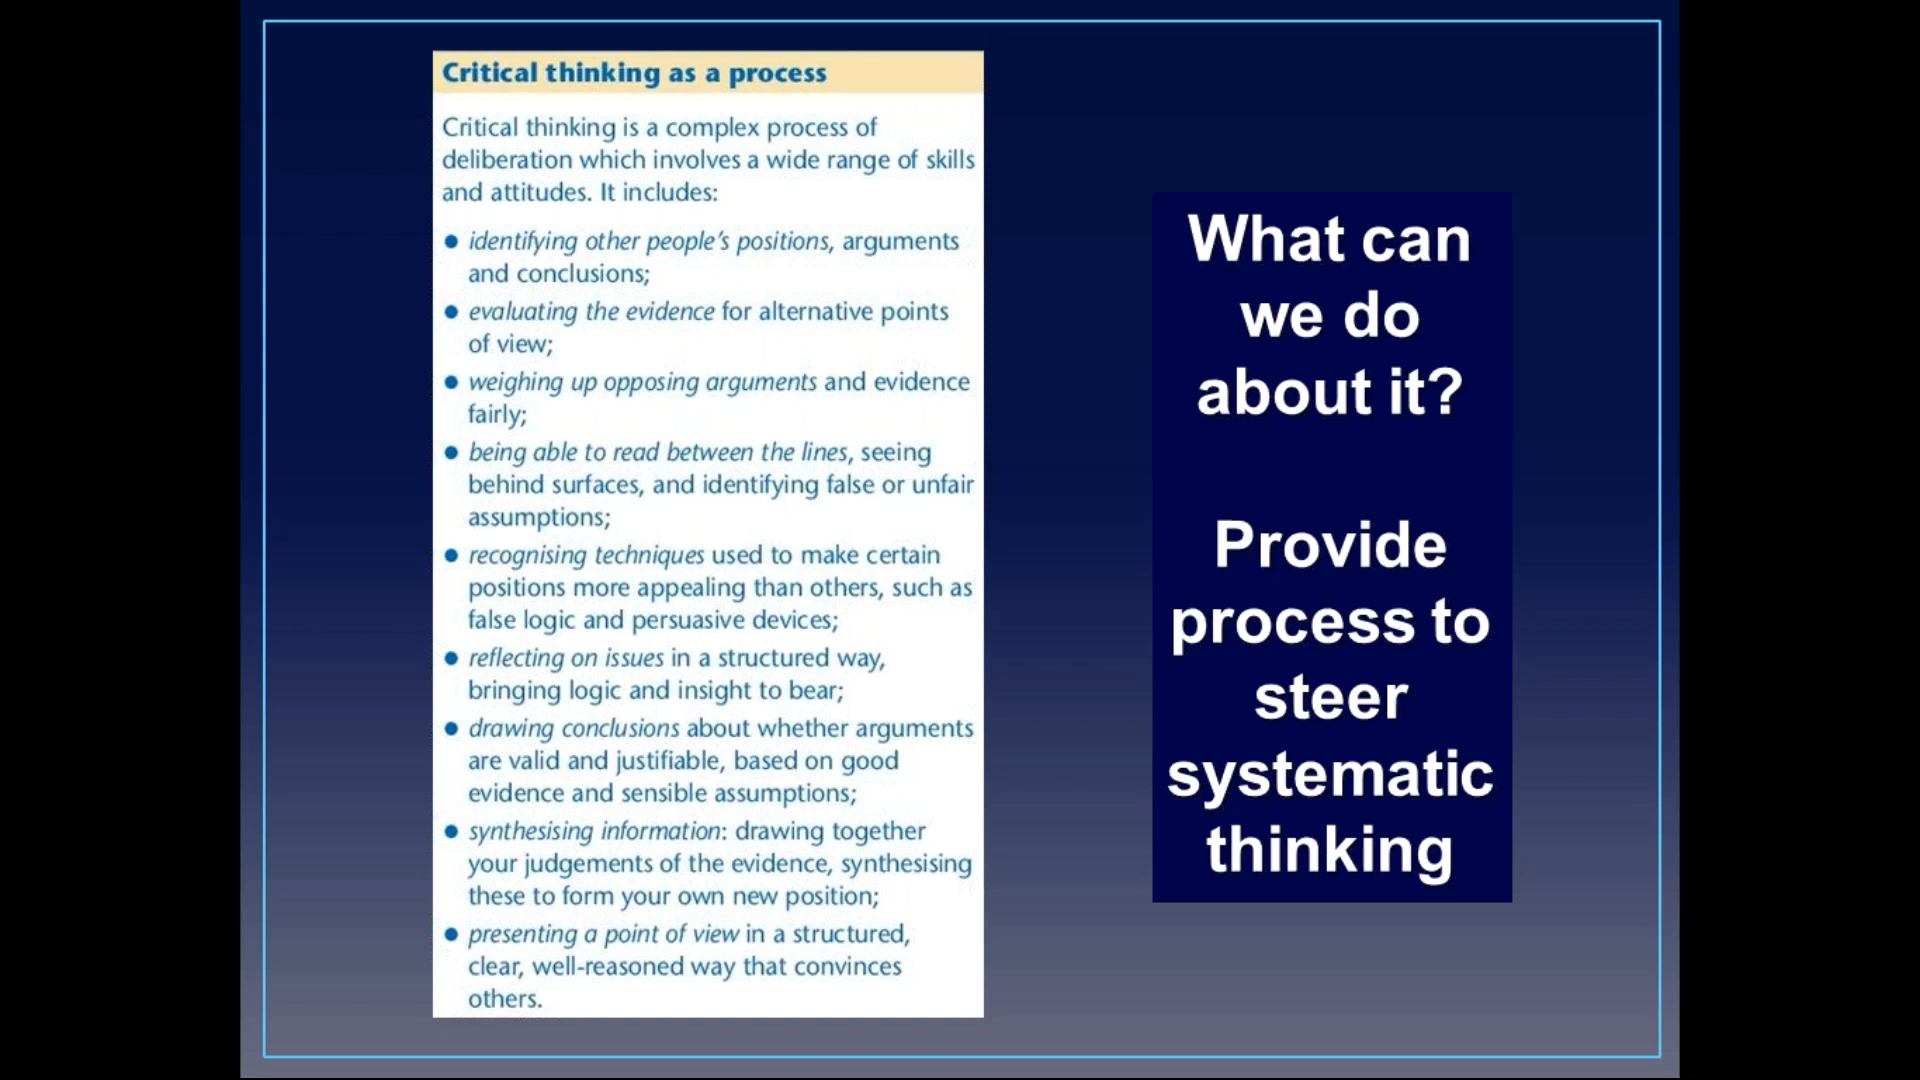 Critical thinking as a process
Critical thinking is a complex process of
deliberation which involves a wide range of skills
and attitudes. It includes:
● identifying other people's positions, arguments
and conclusions;
● evaluating the evidence for alternative points
of view;
● weighing up opposing arguments and evidence
fairly;
● being able to read between the lines, seeing
behind surfaces, and identifying false or unfair
assumptions;
● recognising techniques used to make certain
positions more appealing than others, such as
false logic and persuasive devices;
● reflecting on issues in a structured way,
bringing logic and insight to bear;
● drawing conclusions about whether arguments
are valid and justifiable, based on good
evidence and sensible assumptions;
● synthesising information: drawing together
your judgements of the evidence, synthesising
these to form your own new position;
● presenting a point of view in a structured,
clear, well-reasoned way that convinces
others.
What can
we do
about it?
Provide
process to
steer
systematic
thinking